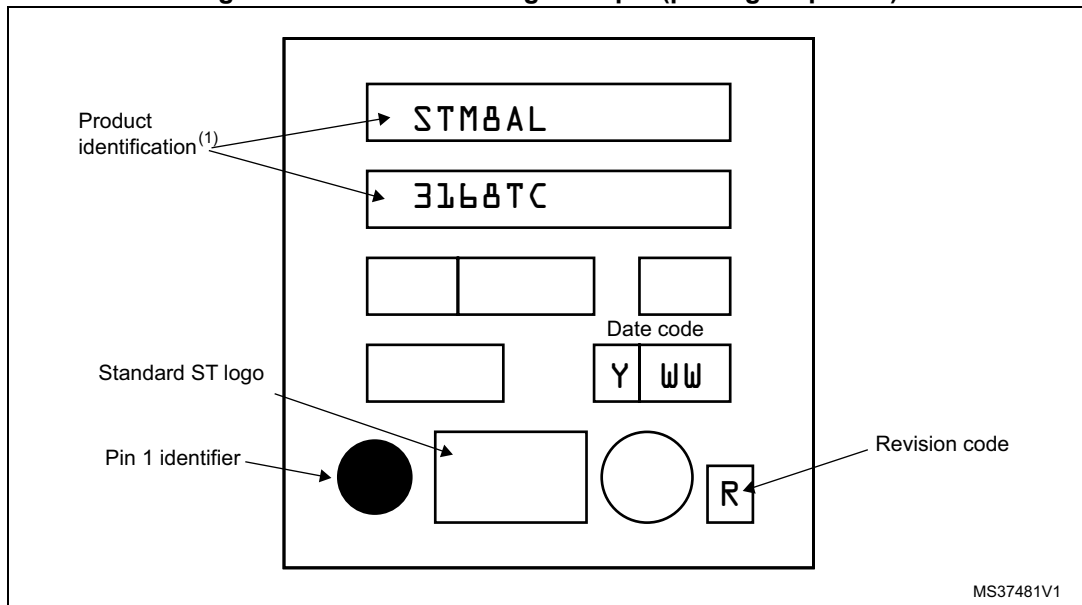 Product
identification(1)
STM8AL
3168TC
Date code
Y WW
Standard ST logo
Pin 1 identifier
Revision code
R
MS37481V1